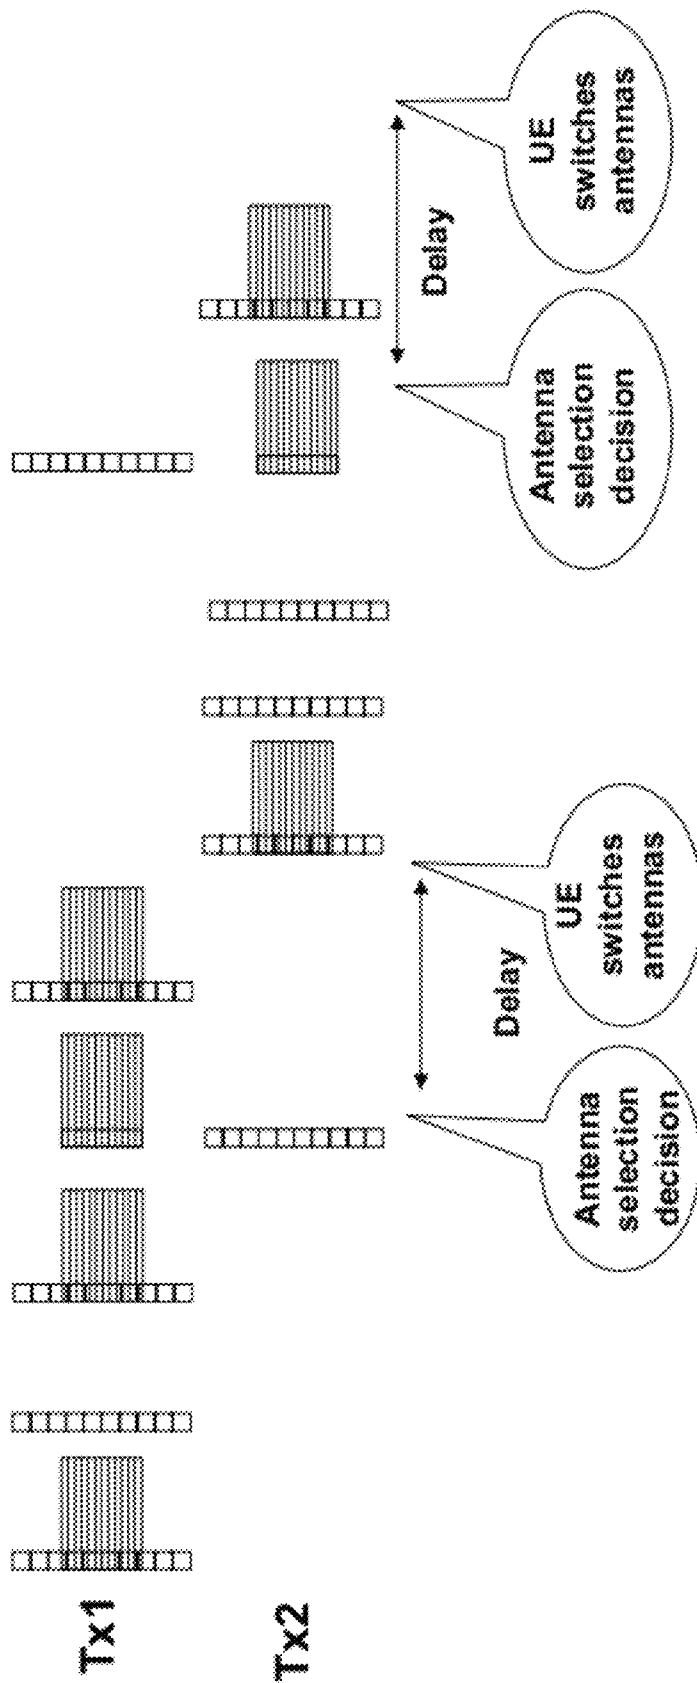 Tx1
Tx2
Antenna
selection
decision
Delay
UE
switches
antennas
Antenna
selection
decision
Delay
UE
switches
antennas